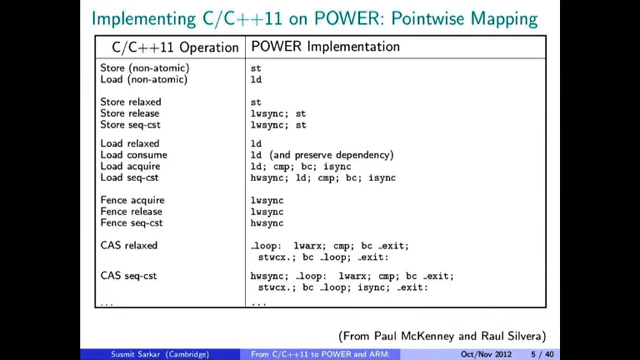 Implementing C/C++11 on POWER: Pointwise Mapping
C/C++11 Operation POWER Implementation
Store (non-atomic) st
Load (non-atomic) ld
Store relaxed st
Store release lwsync; st
Store seq-cst lwsync; st
Load relaxed ld
Load consume ld (and preserve dependency)
Load acquire ld; cmp; bc; isync
Load seq-cst hwsync; ld; cmp; bc; isync
Fence acquire lwsync
Fence release lwsync
Fence seq-cst hwsync
CAS relaxed _loop: lwarx; cmp; bc _exit;
stwcx.; bc _loop; _exit:
CAS seq-cst hwsync; _loop: lwarx; cmp; bc _exit;
stwcx.; bc _loop; isync; _exit:
... ...
(From Paul McKenney and Raul Silvera)
Susmit Sarkar (Cambridge) From C/C++11 to POWER and ARM: Oct/Nov 2012 5 / 40